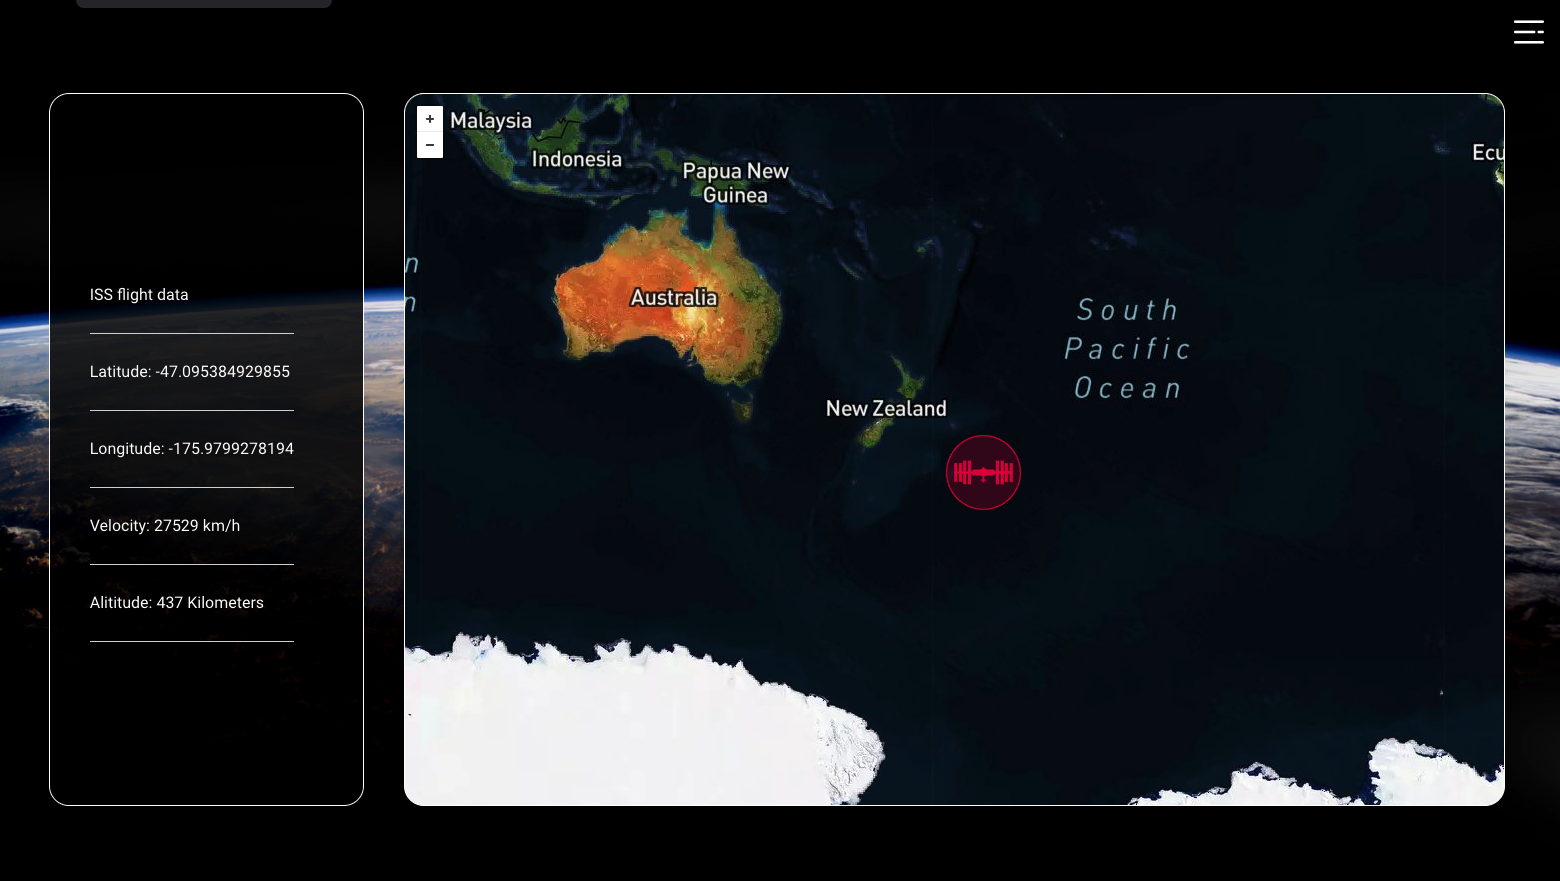 ISS flight data
Latitude: -47.095384929855
Longitude: -175.9799278194
Velocity: 27529 km/h
Alititude: 437 Kilometers
+
−
Malaysia
Indonesia
Papua New
Guinea
Ecu
n
n
Australia
South
Pacific
Ocean
New Zealand